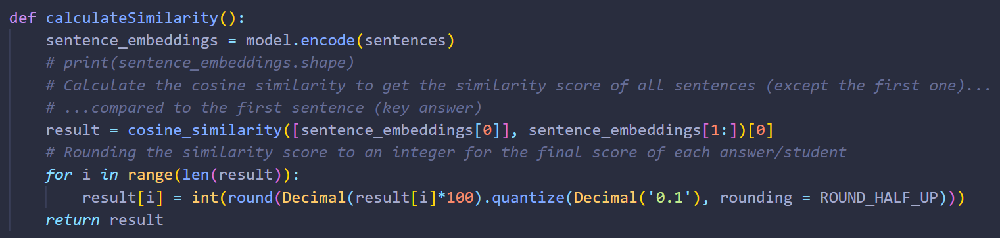 def calculateSimilarity():
    sentence_embeddings = model.encode(sentences)
    # print(sentence_embeddings.shape)
    # Calculate the cosine similarity to get the similarity score of all sentences (except the first one)...
    # ...compared to the first sentence (key answer)
    result = cosine_similarity([sentence_embeddings[0]], sentence_embeddings[1:])[0]
    # Rounding the similarity score to an integer for the final score of each answer/student
    for i in range(len(result)):
        result[i] = int(round(Decimal(result[i]*100).quantize(Decimal('0.1'), rounding = ROUND_HALF_UP)))
    return result